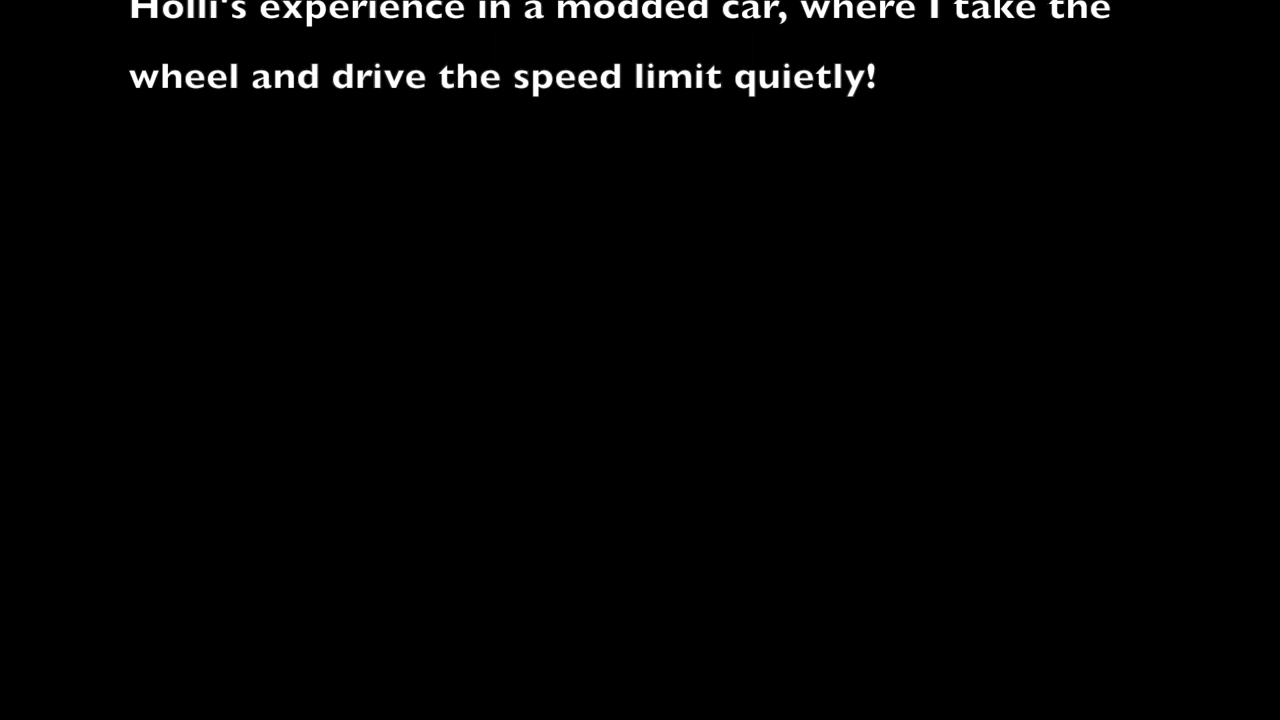 Holli's experience in a modded car, where I take the
wheel and drive the speed limit quietly!